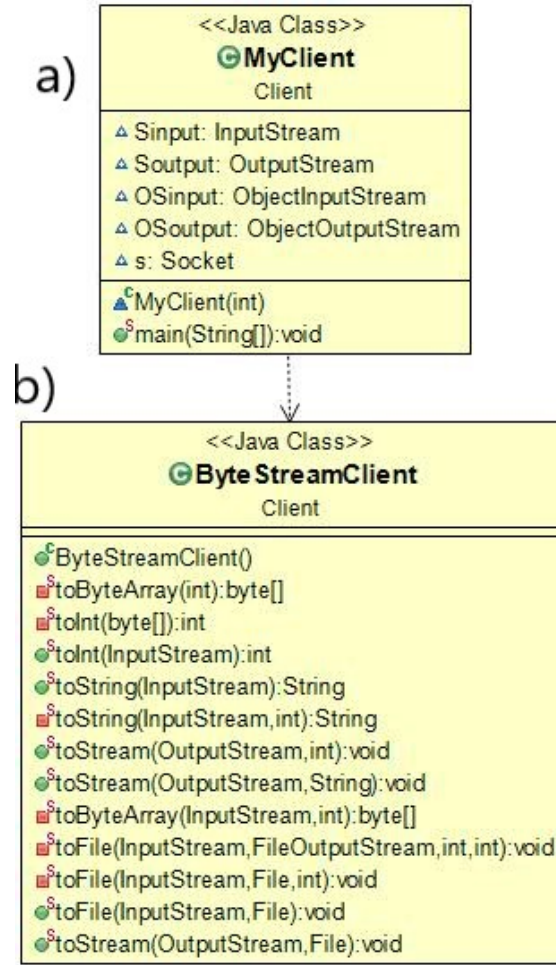 a)
<<Java Class>>
MyClient
Client
Sinput: InputStream
Soutput: OutputStream
OSinput: ObjectInputStream
OSoutput: ObjectOutputStream
s: Socket
MyClient(int)
main(String[]):void
b)
<<Java Class>>
ByteStreamClient
Client
ByteStreamClient()
toByteArray(int):byte[]
toInt(byte[]):int
toInt(InputStream):int
toString(InputStream):String
toString(InputStream,int):String
toStream(OutputStream,int):void
toStream(OutputStream,String):void
toByteArray(InputStream,int):byte[]
toFile(InputStream,FileOutputStream,int,int):void
toFile(InputStream,File,int):void
toFile(InputStream,File):void
toStream(OutputStream,File):void